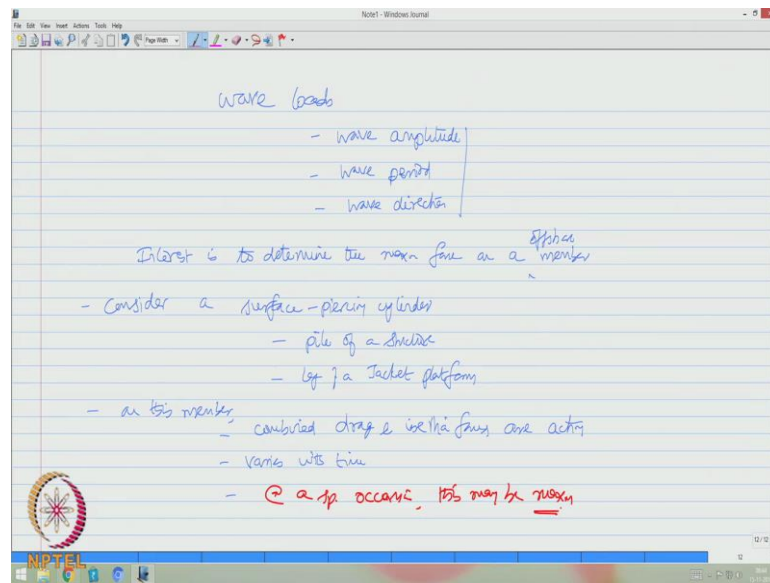 Note1 - Windows Journal
File Edit View Insert Actions Tools Help
Page Width
wave loads
- wave amplitude
- wave period
- wave direction
offshore
Interest is to determine the maxm force on a member
- Consider a surface-piercing cylinder
- pile of a structure
- leg of a Jacket platform
- on this member,
- combined drag & inertia forces are acting
- varies with time
- @ a sp. occasion, this may be maxm
NPTEL
12/12
12